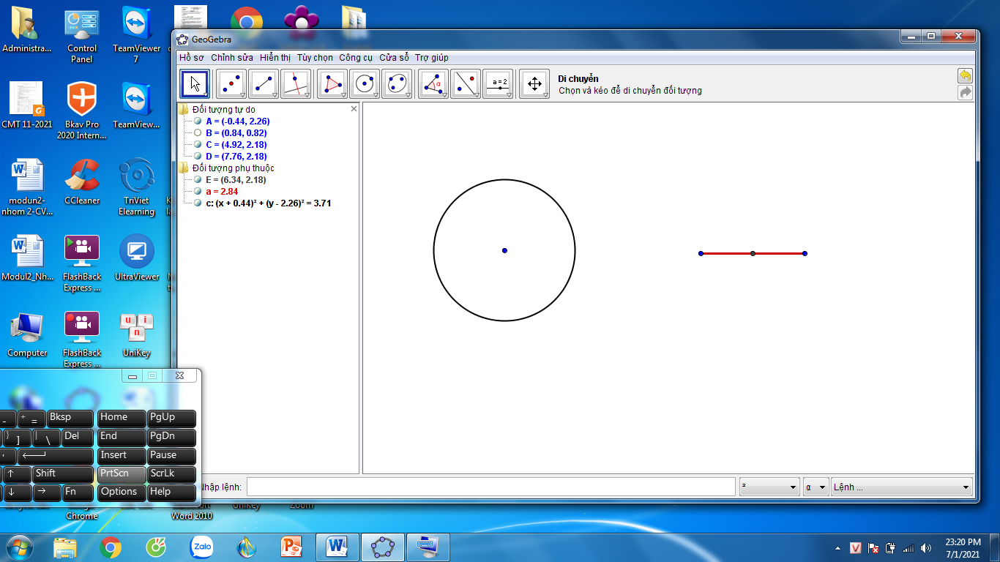 Administra...
Control
Panel
TeamViewer
7
CMT 11-2021
Bkav Pro
2020 Intern...
TeamView...
modun2-
nhom 2-CV...
CCleaner
TriViet
Elearning
Modul2_Nh...
FlashBack
Express ...
UltraViewer
Computer
FlashBack
Express ...
UniKey
GeoGebra
Hồ sơ Chỉnh sửa Hiển thị Tùy chọn Công cụ Cửa sổ Trợ giúp
a = 2
Di chuyển
Chọn và kéo để di chuyển đối tượng
Đối tượng tự do
A = (-0.44, 2.26)
B = (0.84, 0.82)
C = (4.92, 2.18)
D = (7.76, 2.18)
Đối tượng phụ thuộc
E = (6.34, 2.18)
a = 2.84
c: (x + 0.44)² + (y - 2.26)² = 3.71
- + = Bksp Home PgUp
} ] | \ Del End PgDn
' Insert Pause
↑ Shift PrtScn ScrLk
↓ → Fn Options Help
Nhập lệnh:
²
α
Lệnh ...
Chrome
Word 2010
UniKey
Zoom
Zalo
23:20 PM
7/1/2021